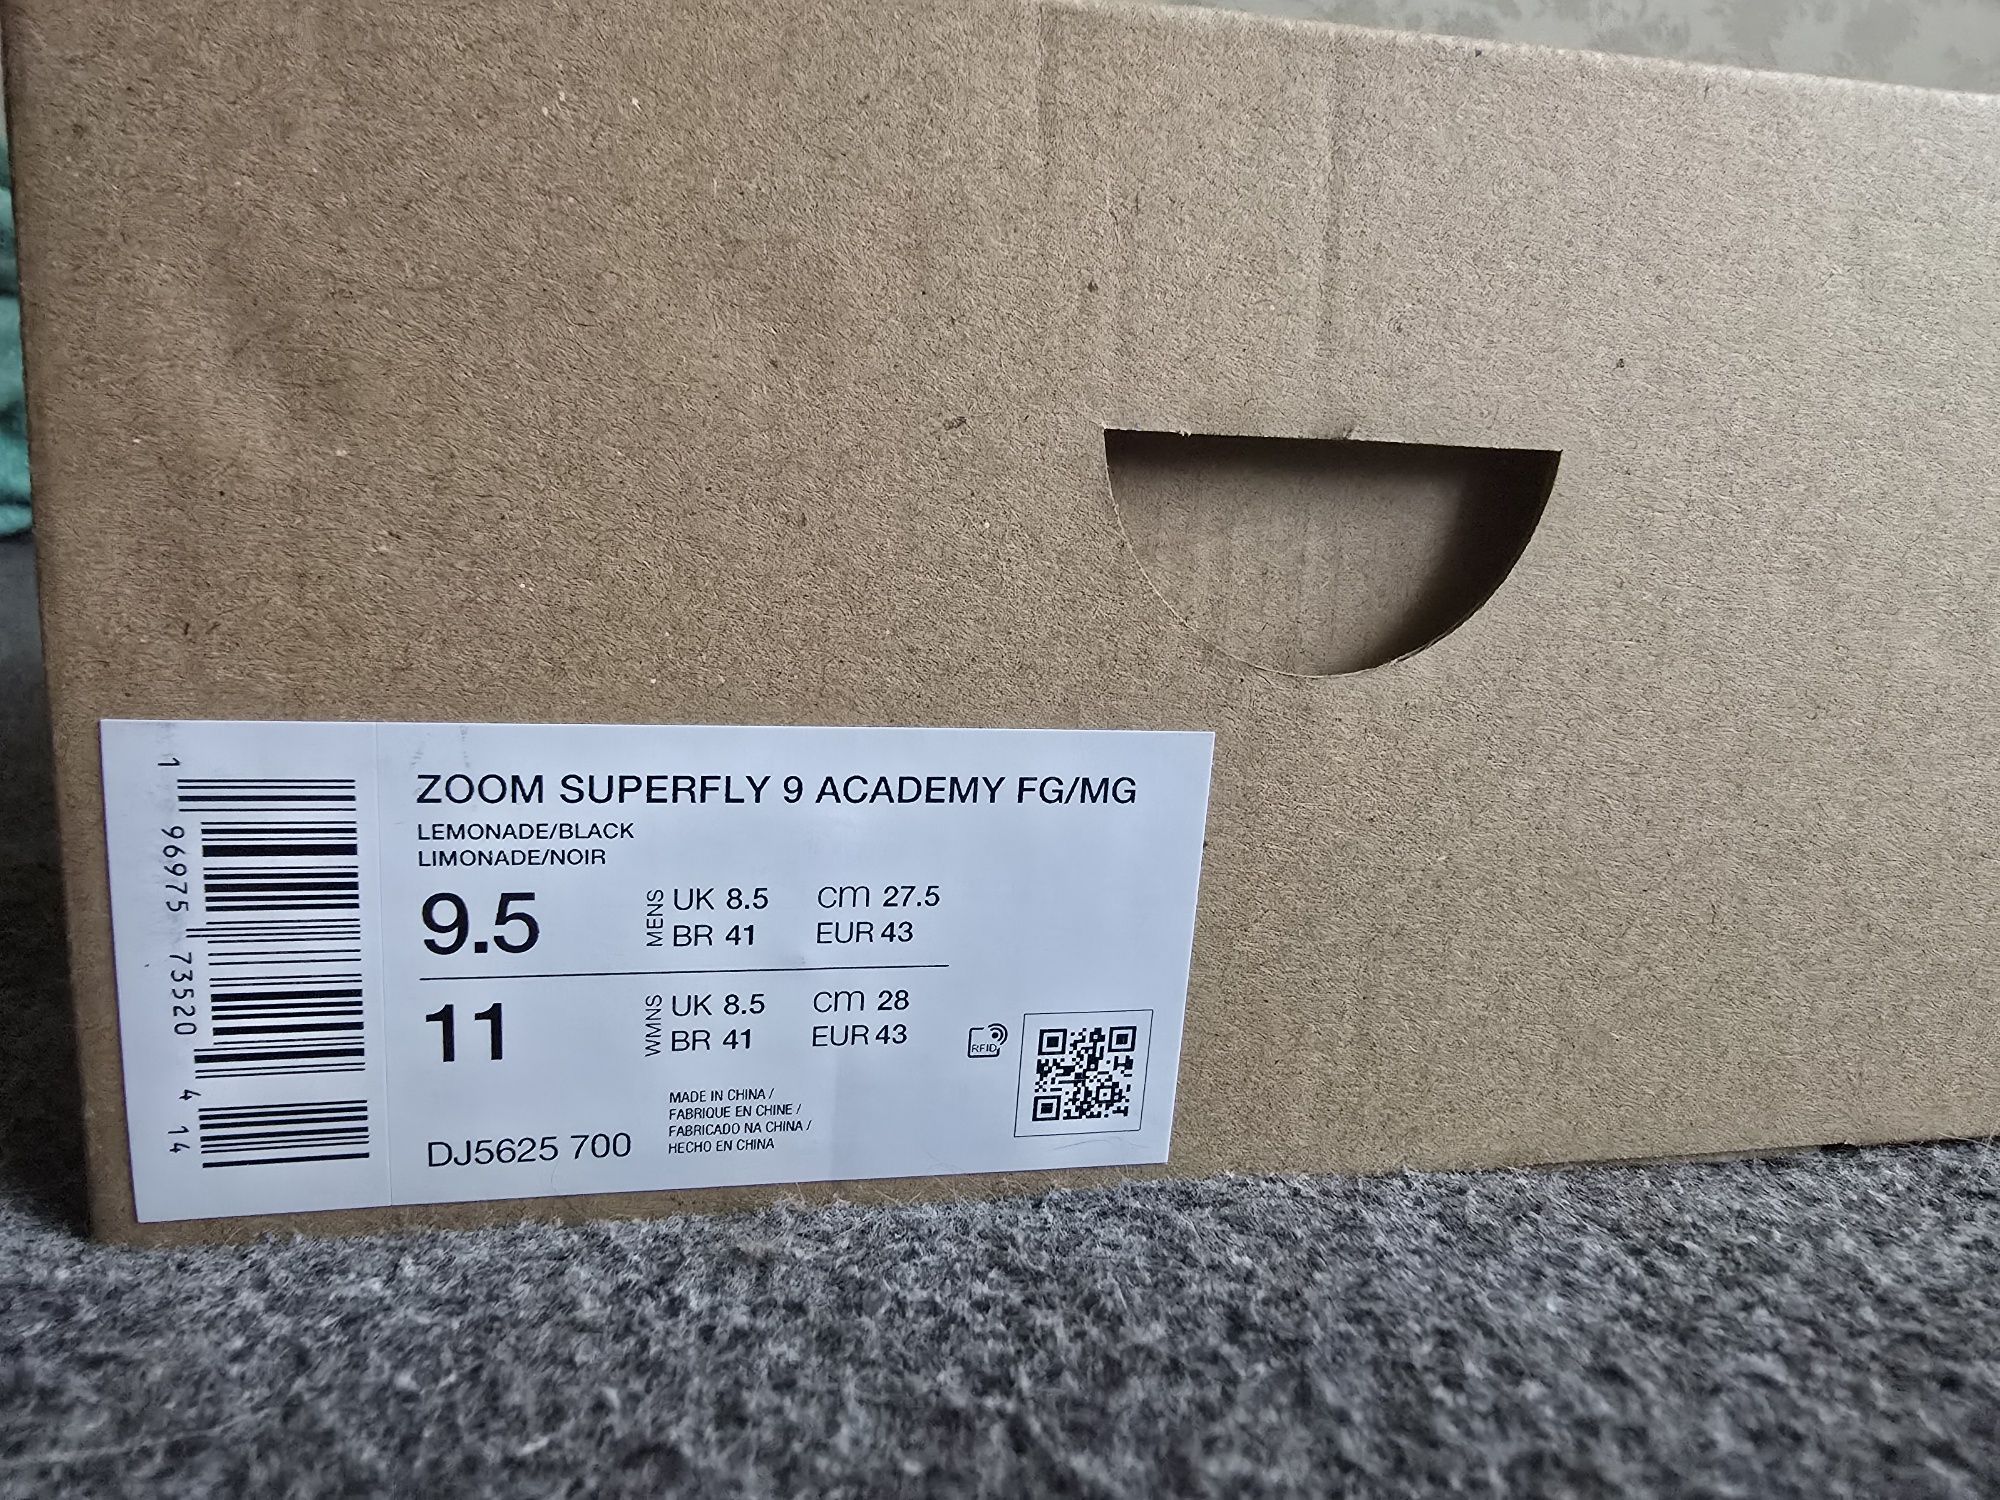 ZOOM SUPERFLY 9 ACADEMY FG/MG
LEMONADE/BLACK
LIMONADE/NOIR
9.5 MENS UK 8.5 cm 27.5
BR 41 EUR 43
11 WMNS UK 8.5 cm 28
BR 41 EUR 43
RFID
MADE IN CHINA /
FABRIQUE EN CHINE /
FABRICADO NA CHINA /
HECHO EN CHINA
DJ5625 700
1 96975 73520 4 14